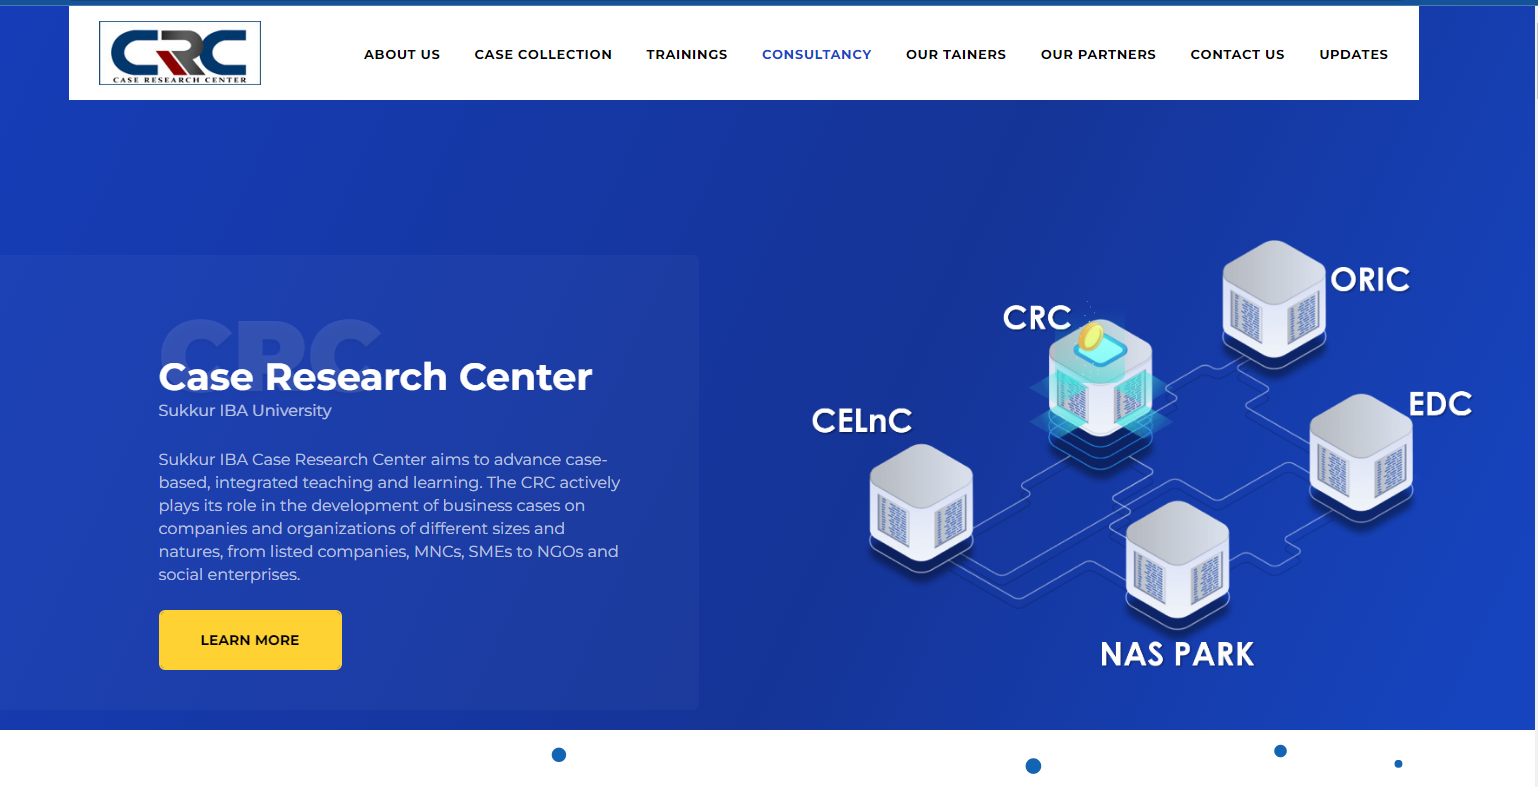 CRC
CASE RESEARCH CENTER
ABOUT US
CASE COLLECTION
TRAININGS
CONSULTANCY
OUR TAINERS
OUR PARTNERS
CONTACT US
UPDATES
CRC
Case Research Center
Sukkur IBA University
Sukkur IBA Case Research Center aims to advance case-
based, integrated teaching and learning. The CRC actively
plays its role in the development of business cases on
companies and organizations of different sizes and
natures, from listed companies, MNCs, SMEs to NGOs and
social enterprises.
LEARN MORE
ORIC
CRC
EDC
CELnC
NAS PARK